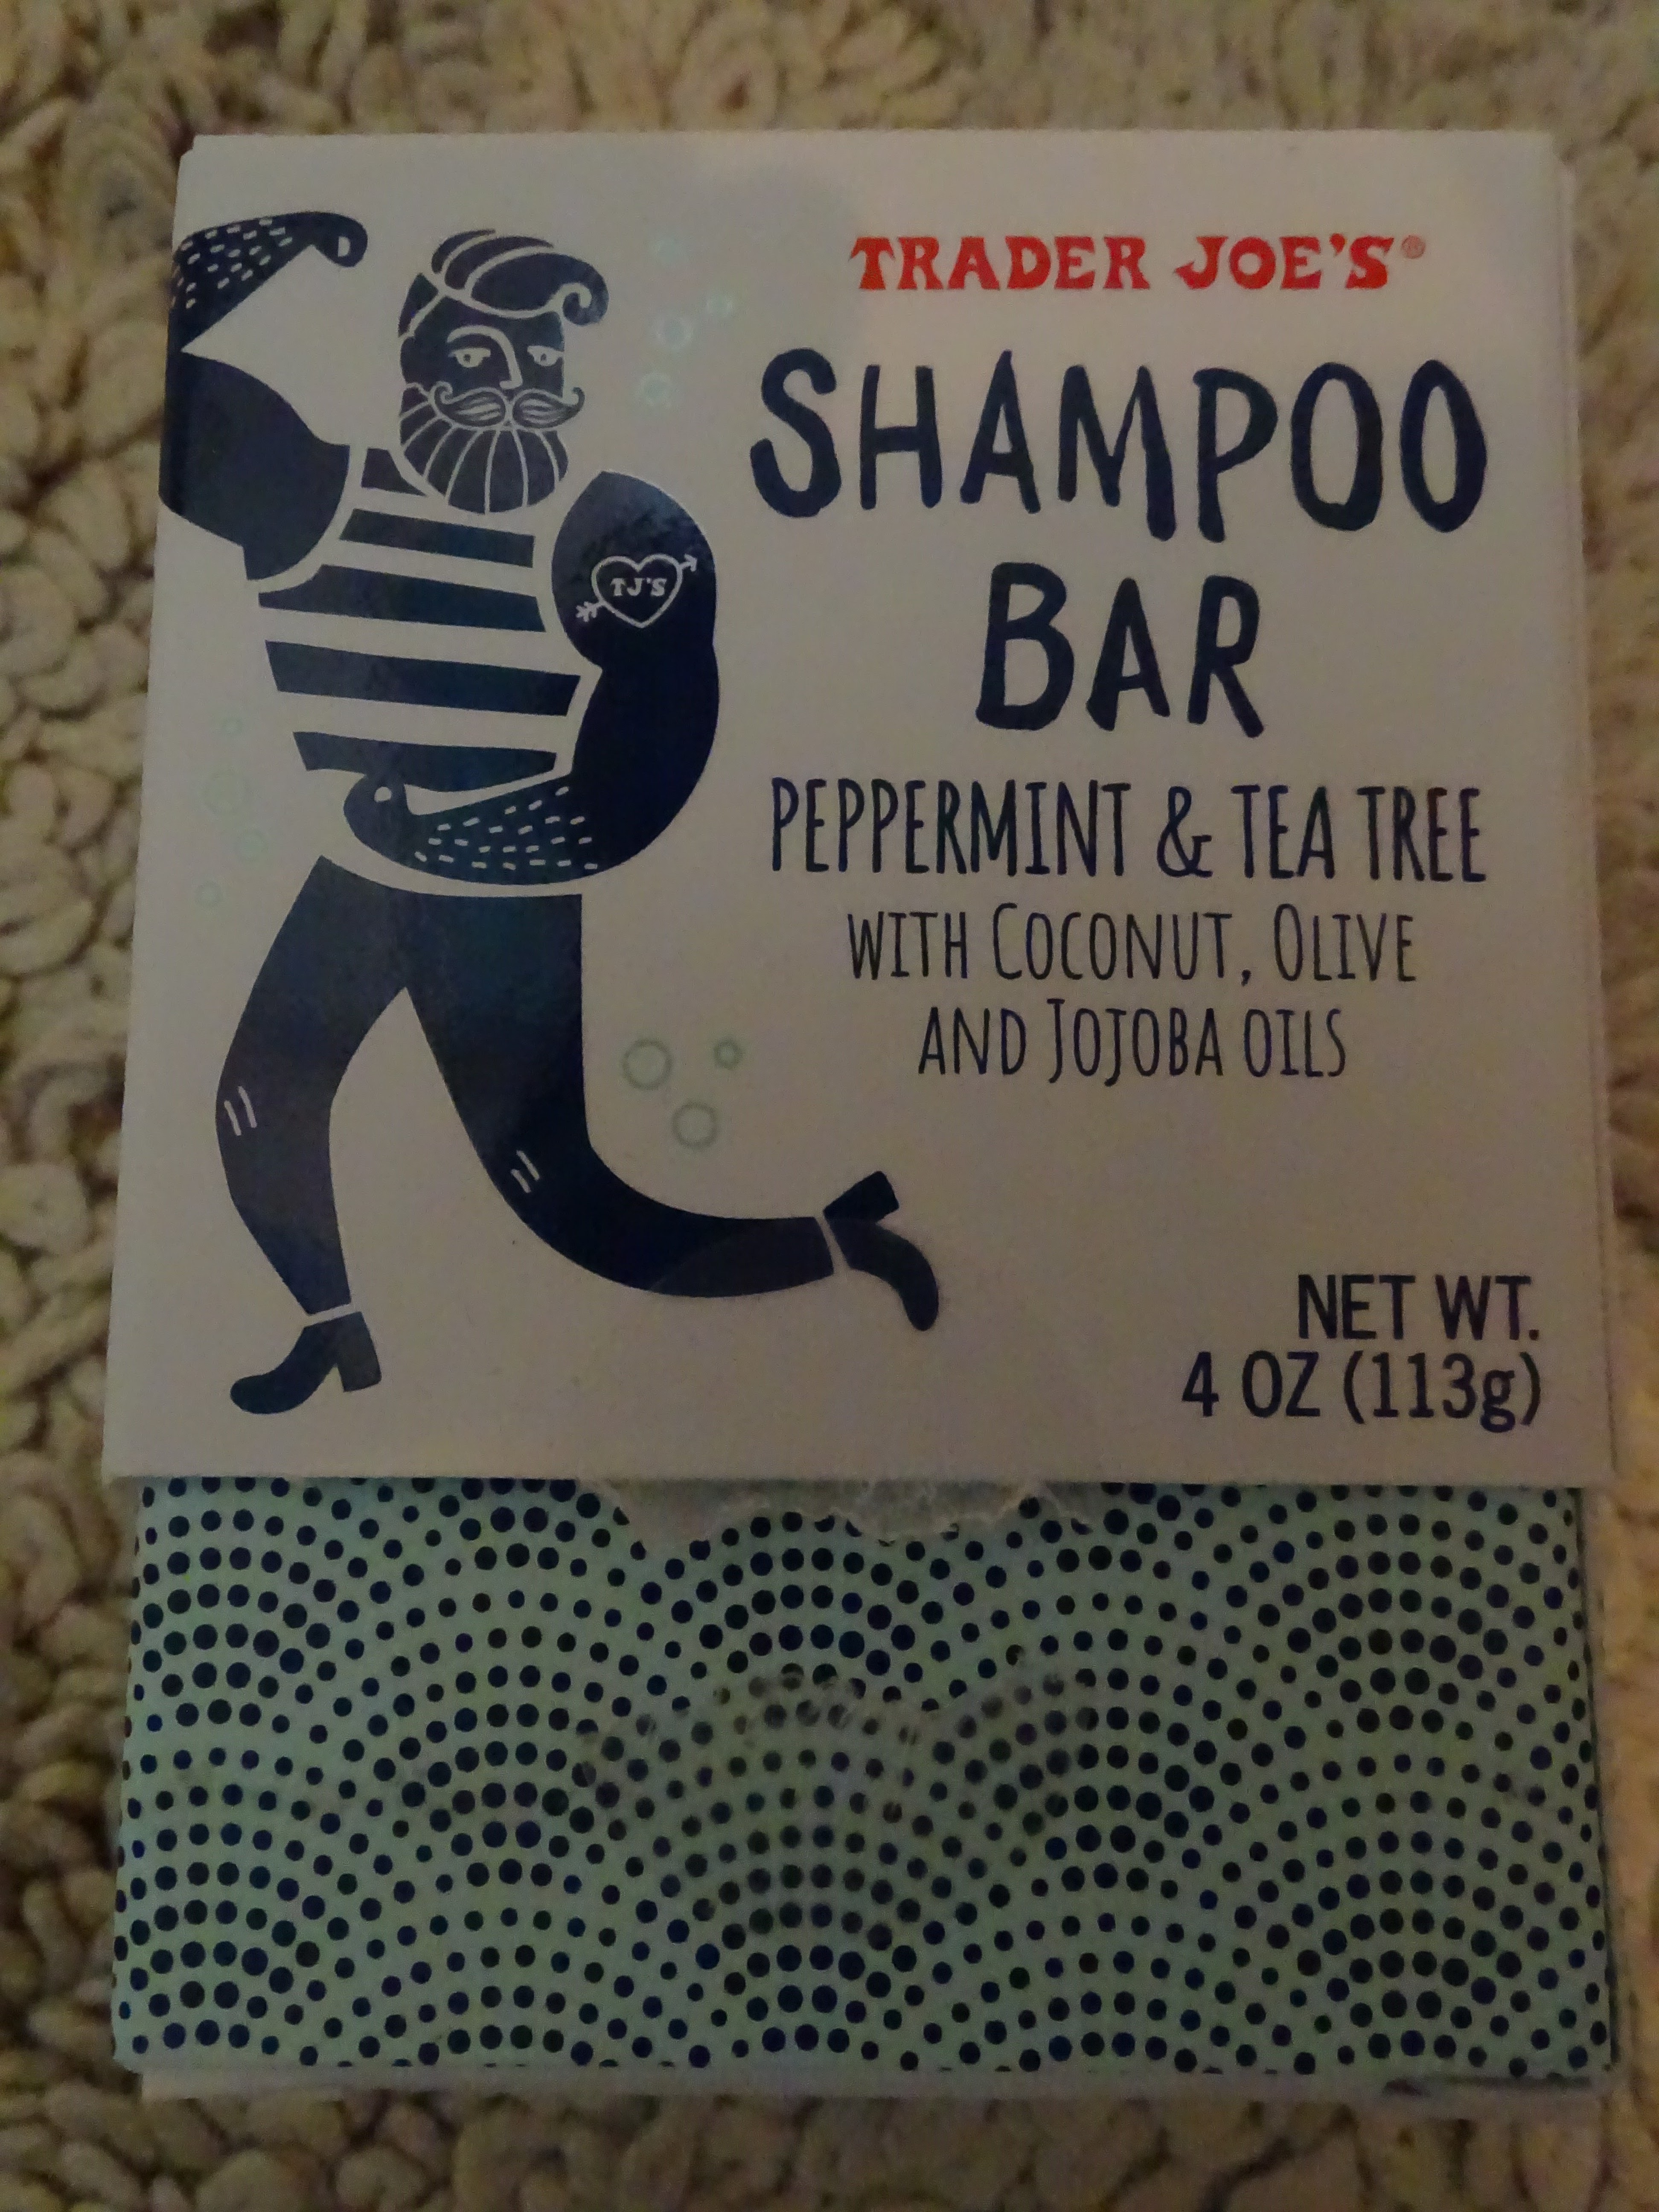 TRADER JOE'S®
SHAMPOO
BAR
TJ'S
PEPPERMINT & TEA TREE
WITH COCONUT, OLIVE
AND JOJOBA OILS
NET WT.
4 OZ (113g)